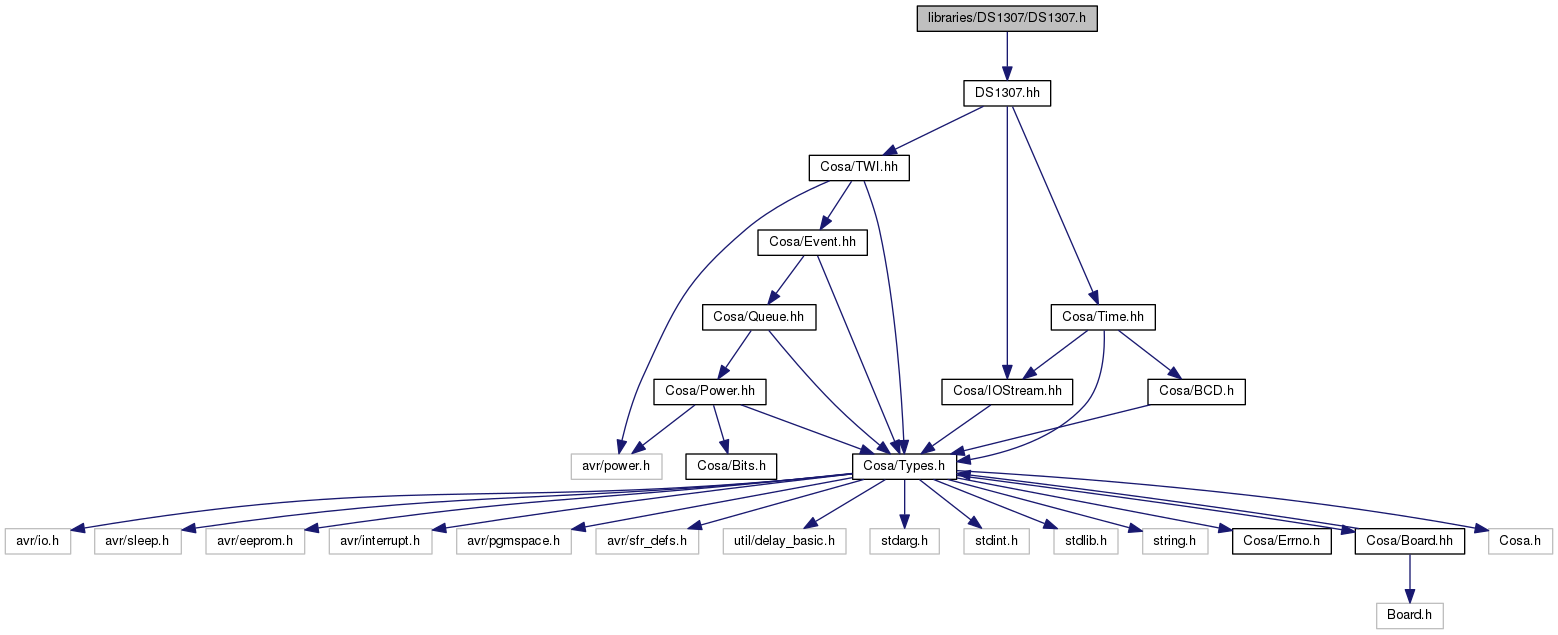 libraries/DS1307/DS1307.h
DS1307.hh
Cosa/TWI.hh
Cosa/Event.hh
Cosa/Queue.hh
Cosa/Time.hh
Cosa/Power.hh
Cosa/IOStream.hh
Cosa/BCD.h
avr/power.h
Cosa/Bits.h
Cosa/Types.h
avr/io.h
avr/sleep.h
avr/eeprom.h
avr/interrupt.h
avr/pgmspace.h
avr/sfr_defs.h
util/delay_basic.h
stdarg.h
stdint.h
stdlib.h
string.h
Cosa/Errno.h
Cosa/Board.hh
Cosa.h
Board.h